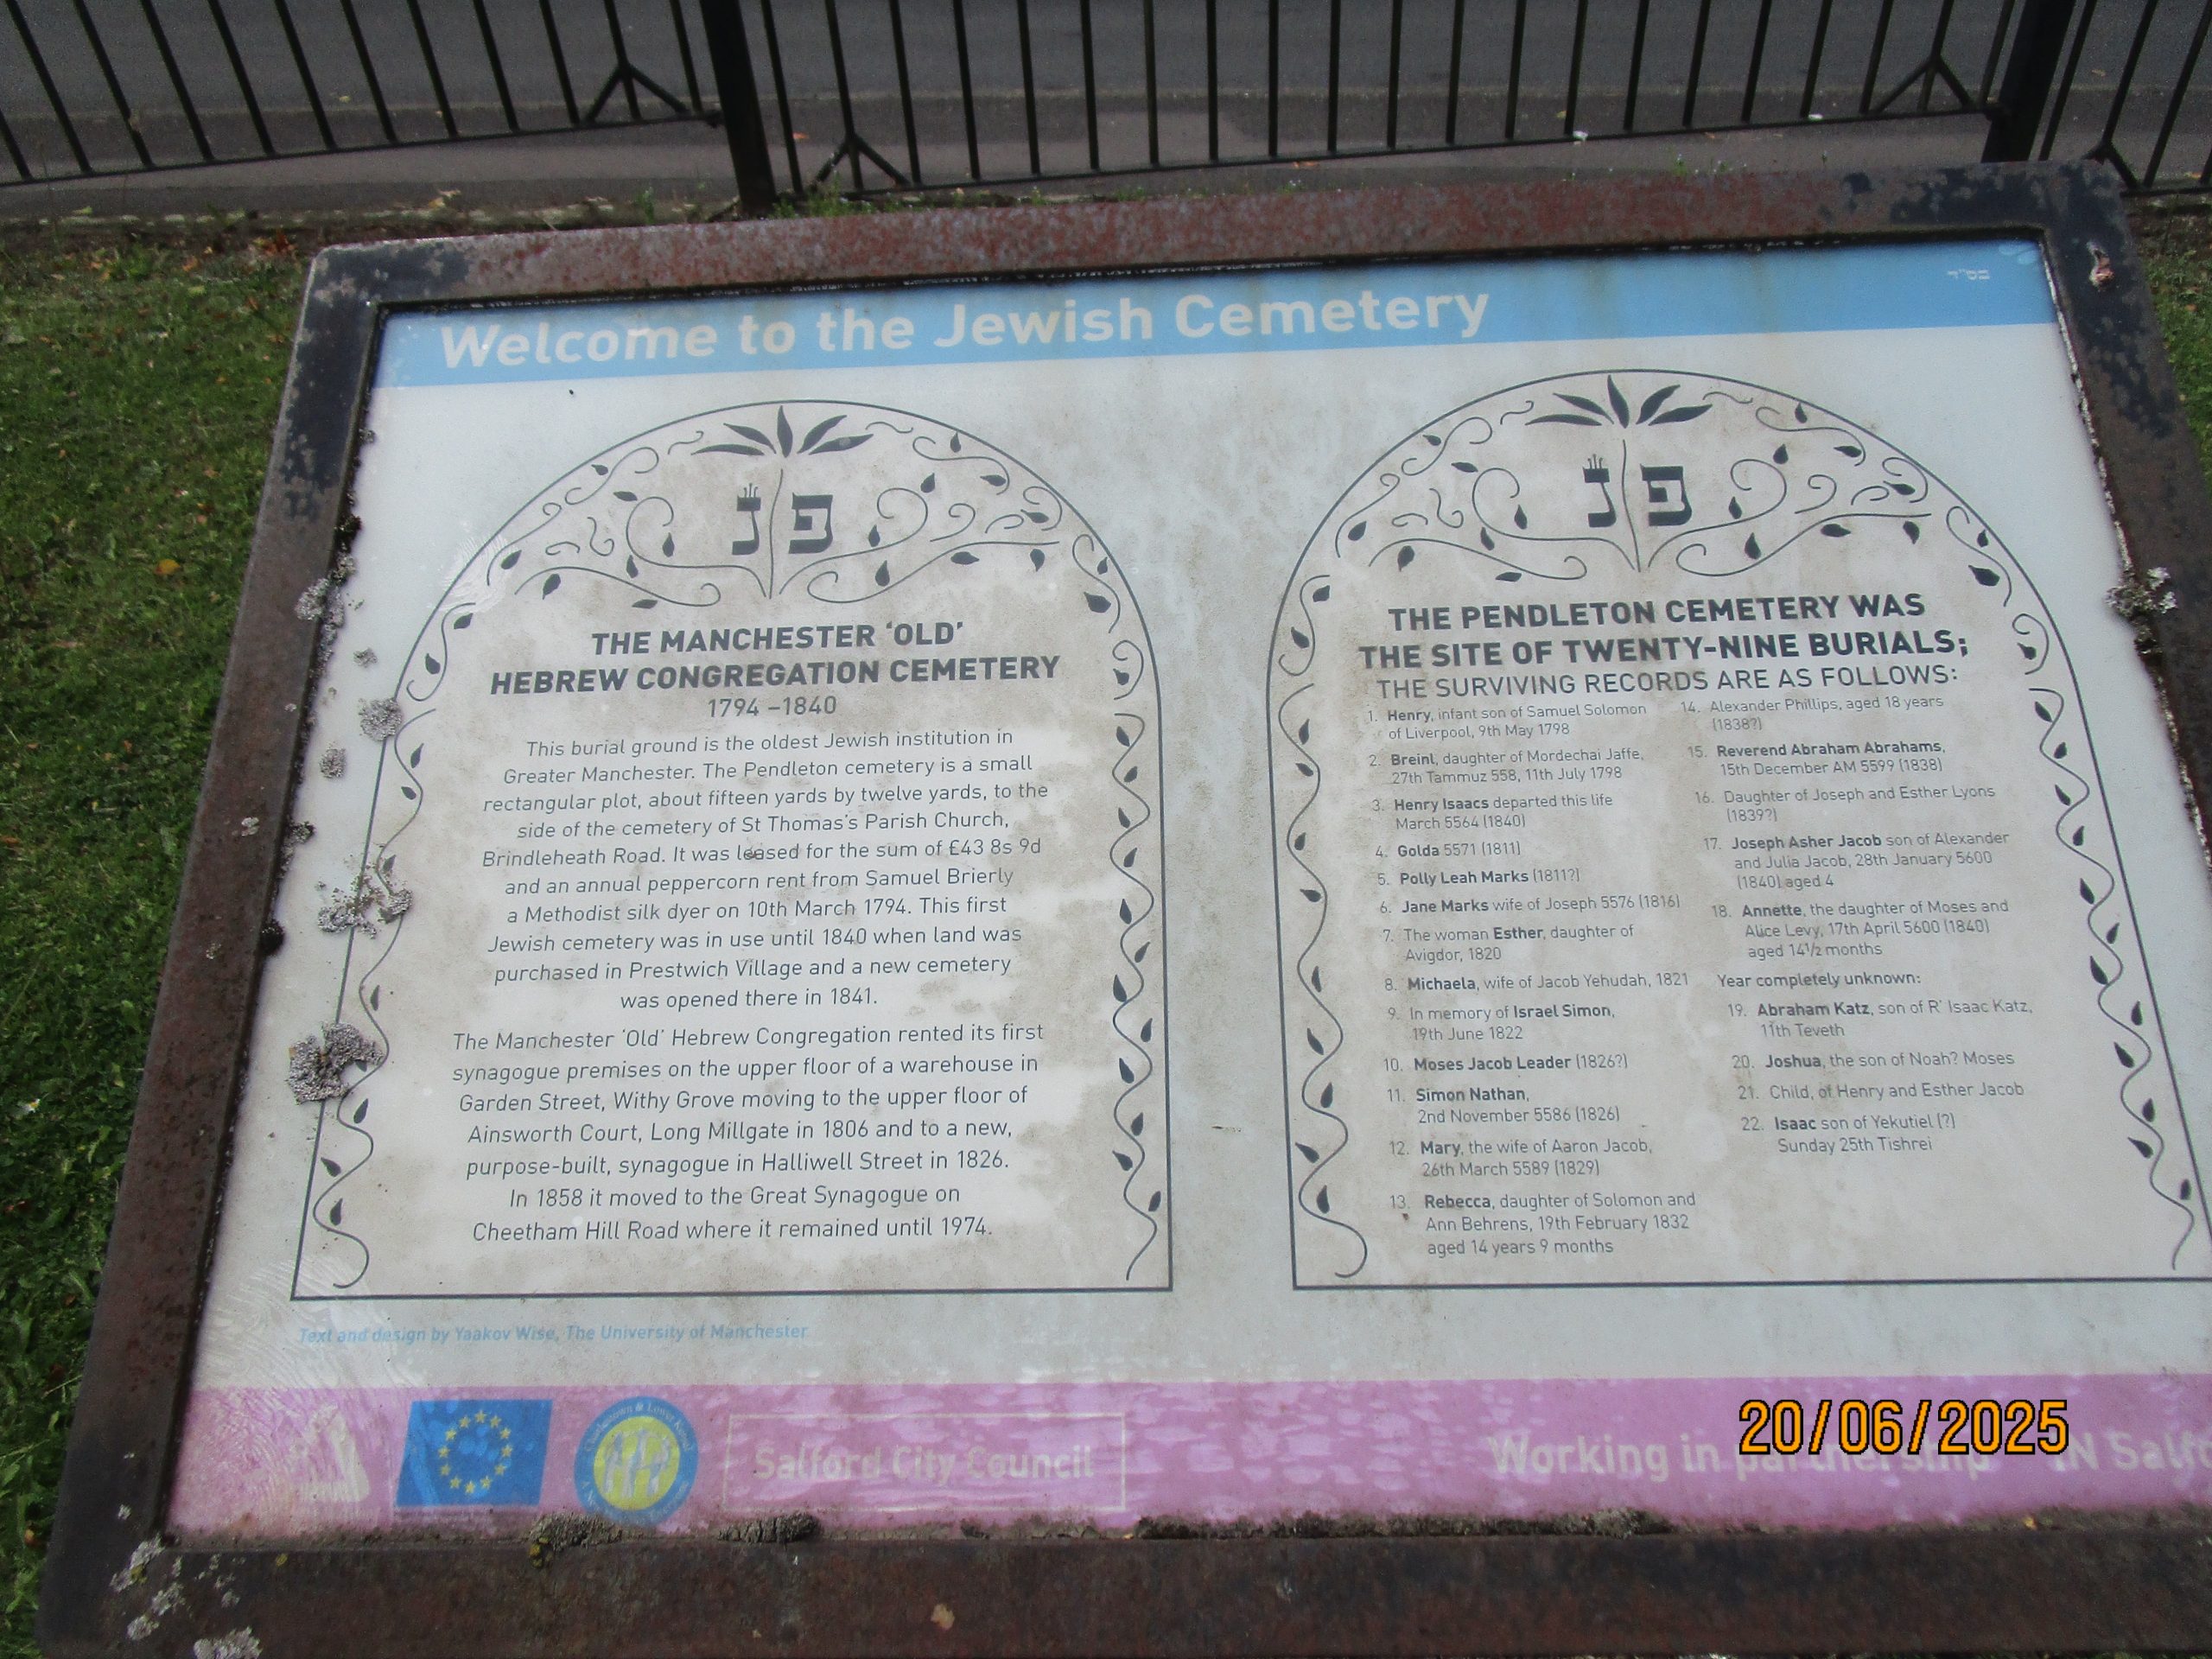 בס"ד
Welcome to the Jewish Cemetery
פנ
THE MANCHESTER ‘OLD’
HEBREW CONGREGATION CEMETERY
1794 –1840
This burial ground is the oldest Jewish institution in
Greater Manchester. The Pendleton cemetery is a small
rectangular plot, about fifteen yards by twelve yards, to the
side of the cemetery of St Thomas's Parish Church,
Brindleheath Road. It was leased for the sum of £43 8s 9d
and an annual peppercorn rent from Samuel Brierly
a Methodist silk dyer on 10th March 1794. This first
Jewish cemetery was in use until 1840 when land was
purchased in Prestwich Village and a new cemetery
was opened there in 1841.
The Manchester ‘Old’ Hebrew Congregation rented its first
synagogue premises on the upper floor of a warehouse in
Garden Street, Withy Grove moving to the upper floor of
Ainsworth Court, Long Millgate in 1806 and to a new,
purpose-built, synagogue in Halliwell Street in 1826.
In 1858 it moved to the Great Synagogue on
Cheetham Hill Road where it remained until 1974.
פנ
THE PENDLETON CEMETERY WAS
THE SITE OF TWENTY-NINE BURIALS;
THE SURVIVING RECORDS ARE AS FOLLOWS:
1. Henry, infant son of Samuel Solomon
of Liverpool, 9th May 1798
2. Breinl, daughter of Mordechai Jaffe,
27th Tammuz 558, 11th July 1798
3. Henry Isaacs departed this life
March 5564 (1840)
4. Golda 5571 (1811)
5. Polly Leah Marks (1811?)
6. Jane Marks wife of Joseph 5576 (1816)
7. The woman Esther, daughter of
Avigdor, 1820
8. Michaela, wife of Jacob Yehudah, 1821
9. In memory of Israel Simon,
19th June 1822
10. Moses Jacob Leader (1826?)
11. Simon Nathan,
2nd November 5586 (1826)
12. Mary, the wife of Aaron Jacob,
26th March 5589 (1829)
13. Rebecca, daughter of Solomon and
Ann Behrens, 19th February 1832
aged 14 years 9 months
14. Alexander Phillips, aged 18 years
(1838?)
15. Reverend Abraham Abrahams,
15th December AM 5599 (1838)
16. Daughter of Joseph and Esther Lyons
(1839?)
17. Joseph Asher Jacob son of Alexander
and Julia Jacob, 28th January 5600
(1840) aged 4
18. Annette, the daughter of Moses and
Alice Levy, 17th April 5600 (1840)
aged 14½ months
Year completely unknown:
19. Abraham Katz, son of R' Isaac Katz,
11th Teveth
20. Joshua, the son of Noah? Moses
21. Child, of Henry and Esther Jacob
22. Isaac son of Yekutiel (?)
Sunday 25th Tishrei
Text and design by Yaakov Wise, The University of Manchester
Charlestown & Lower Kersal
Salford City Council
Working in partnership IN Salf
20/06/2025